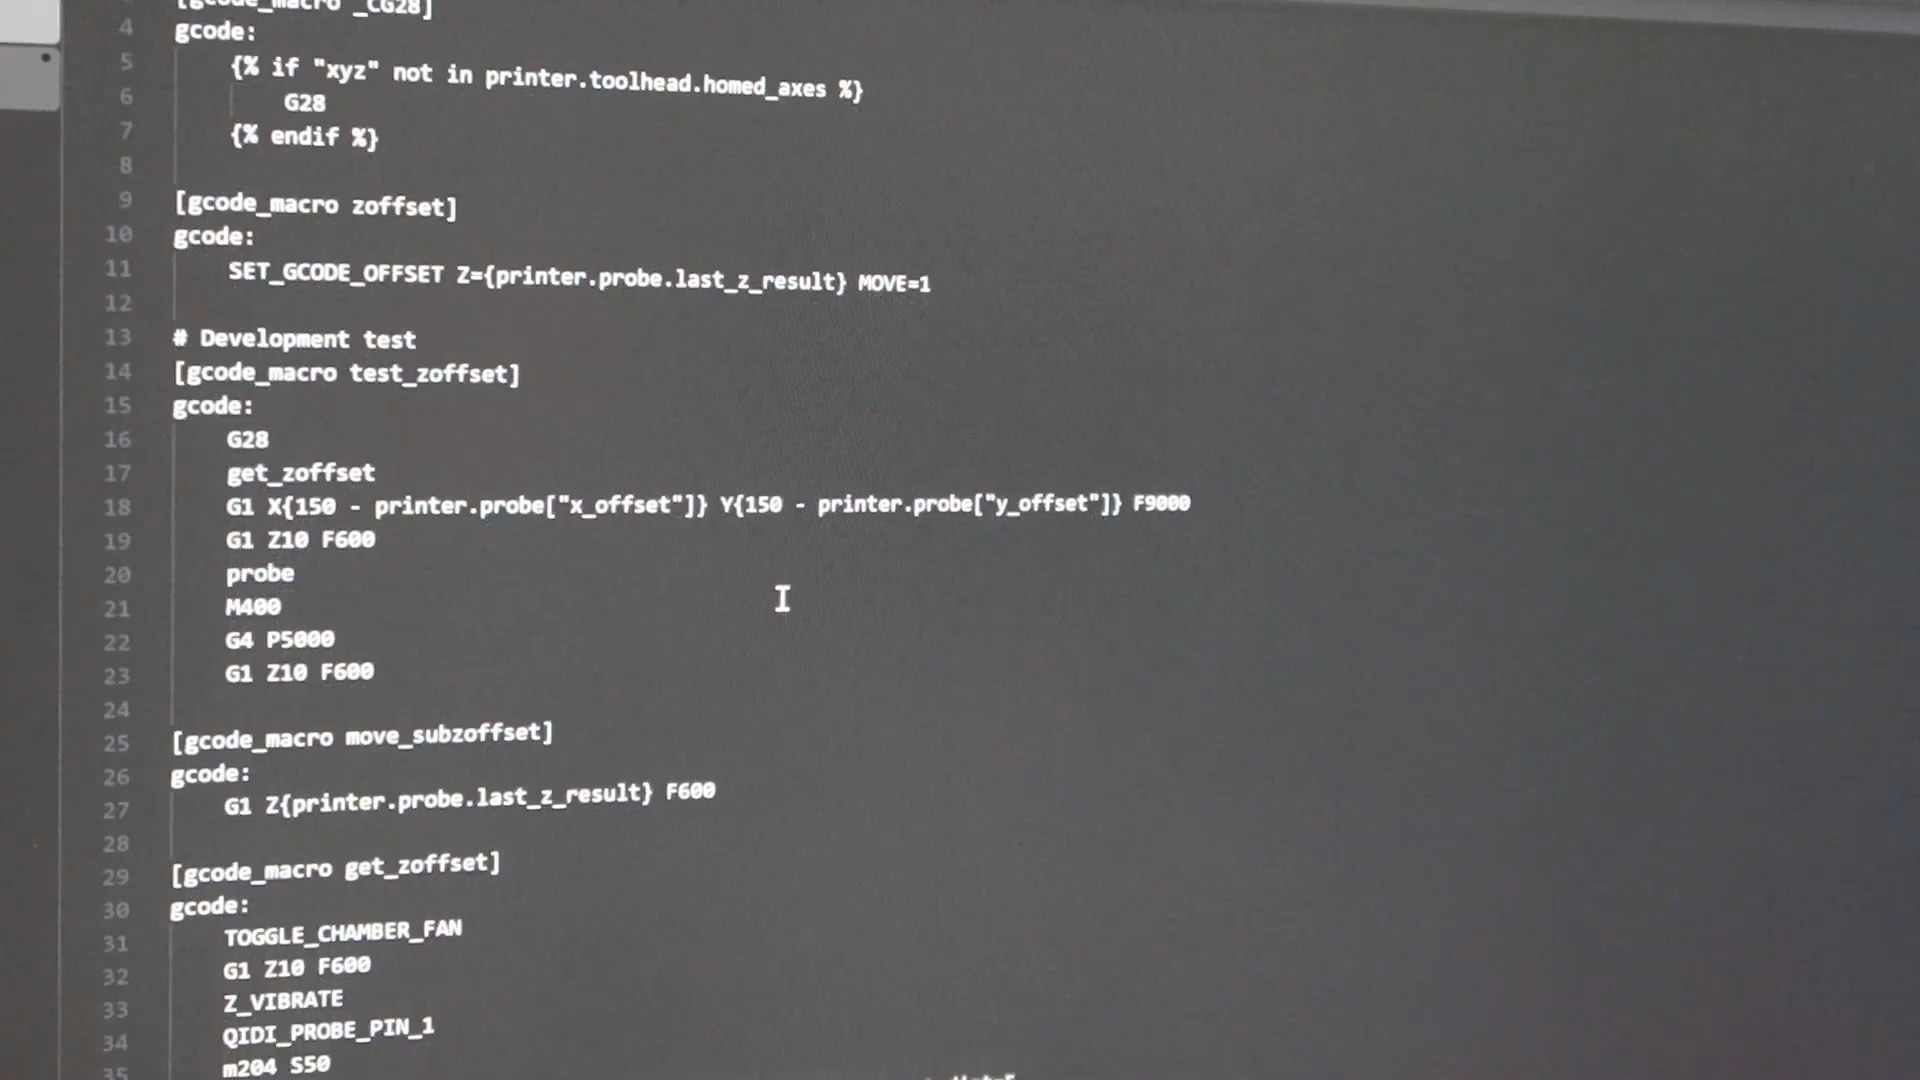 [gcode_macro _CG28]
4 gcode:
5 {% if "xyz" not in printer.toolhead.homed_axes %}
6 G28
7 {% endif %}
8
9 [gcode_macro zoffset]
10 gcode:
11 SET_GCODE_OFFSET Z={printer.probe.last_z_result} MOVE=1
12
13 # Development test
14 [gcode_macro test_zoffset]
15 gcode:
16 G28
17 get_zoffset
18 G1 X{150 - printer.probe["x_offset"]} Y{150 - printer.probe["y_offset"]} F9000
19 G1 Z10 F600
20 probe
21 M400
22 G4 P5000
23 G1 Z10 F600
24
25 [gcode_macro move_subzoffset]
26 gcode:
27 G1 Z{printer.probe.last_z_result} F600
28
29 [gcode_macro get_zoffset]
30 gcode:
31 TOGGLE_CHAMBER_FAN
32 G1 Z10 F600
33 Z_VIBRATE
34 QIDI_PROBE_PIN_1
35 m204 S50